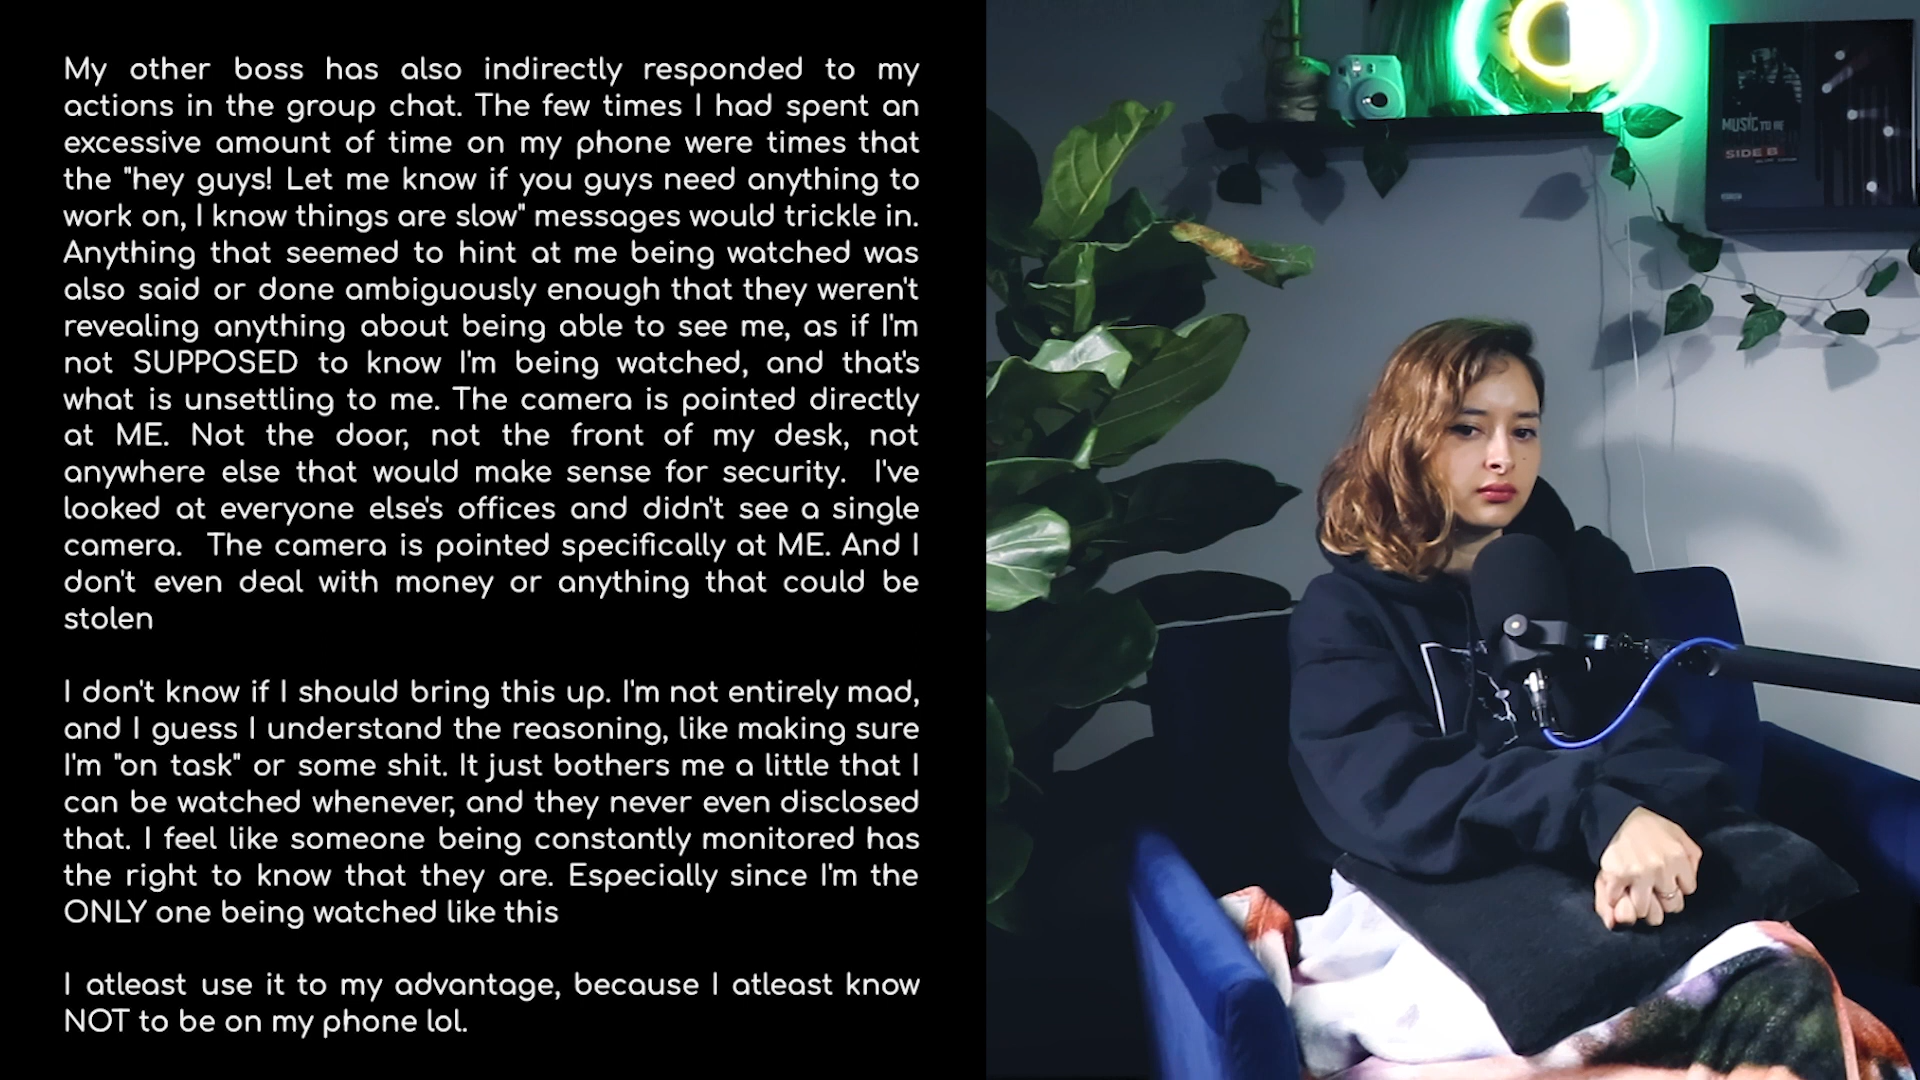 My other boss has also indirectly responded to my
actions in the group chat. The few times I had spent an
excessive amount of time on my phone were times that
the "hey guys! Let me know if you guys need anything to
work on, I know things are slow" messages would trickle in.
Anything that seemed to hint at me being watched was
also said or done ambiguously enough that they weren't
revealing anything about being able to see me, as if I'm
not SUPPOSED to know I'm being watched, and that's
what is unsettling to me. The camera is pointed directly
at ME. Not the door, not the front of my desk, not
anywhere else that would make sense for security. I've
looked at everyone else's offices and didn't see a single
camera. The camera is pointed specifically at ME. And I
don't even deal with money or anything that could be
stolen
I don't know if I should bring this up. I'm not entirely mad,
and I guess I understand the reasoning, like making sure
I'm "on task" or some shit. It just bothers me a little that I
can be watched whenever, and they never even disclosed
that. I feel like someone being constantly monitored has
the right to know that they are. Especially since I'm the
ONLY one being watched like this
I atleast use it to my advantage, because I atleast know
NOT to be on my phone lol.
MUSIC TO BE
SIDE B